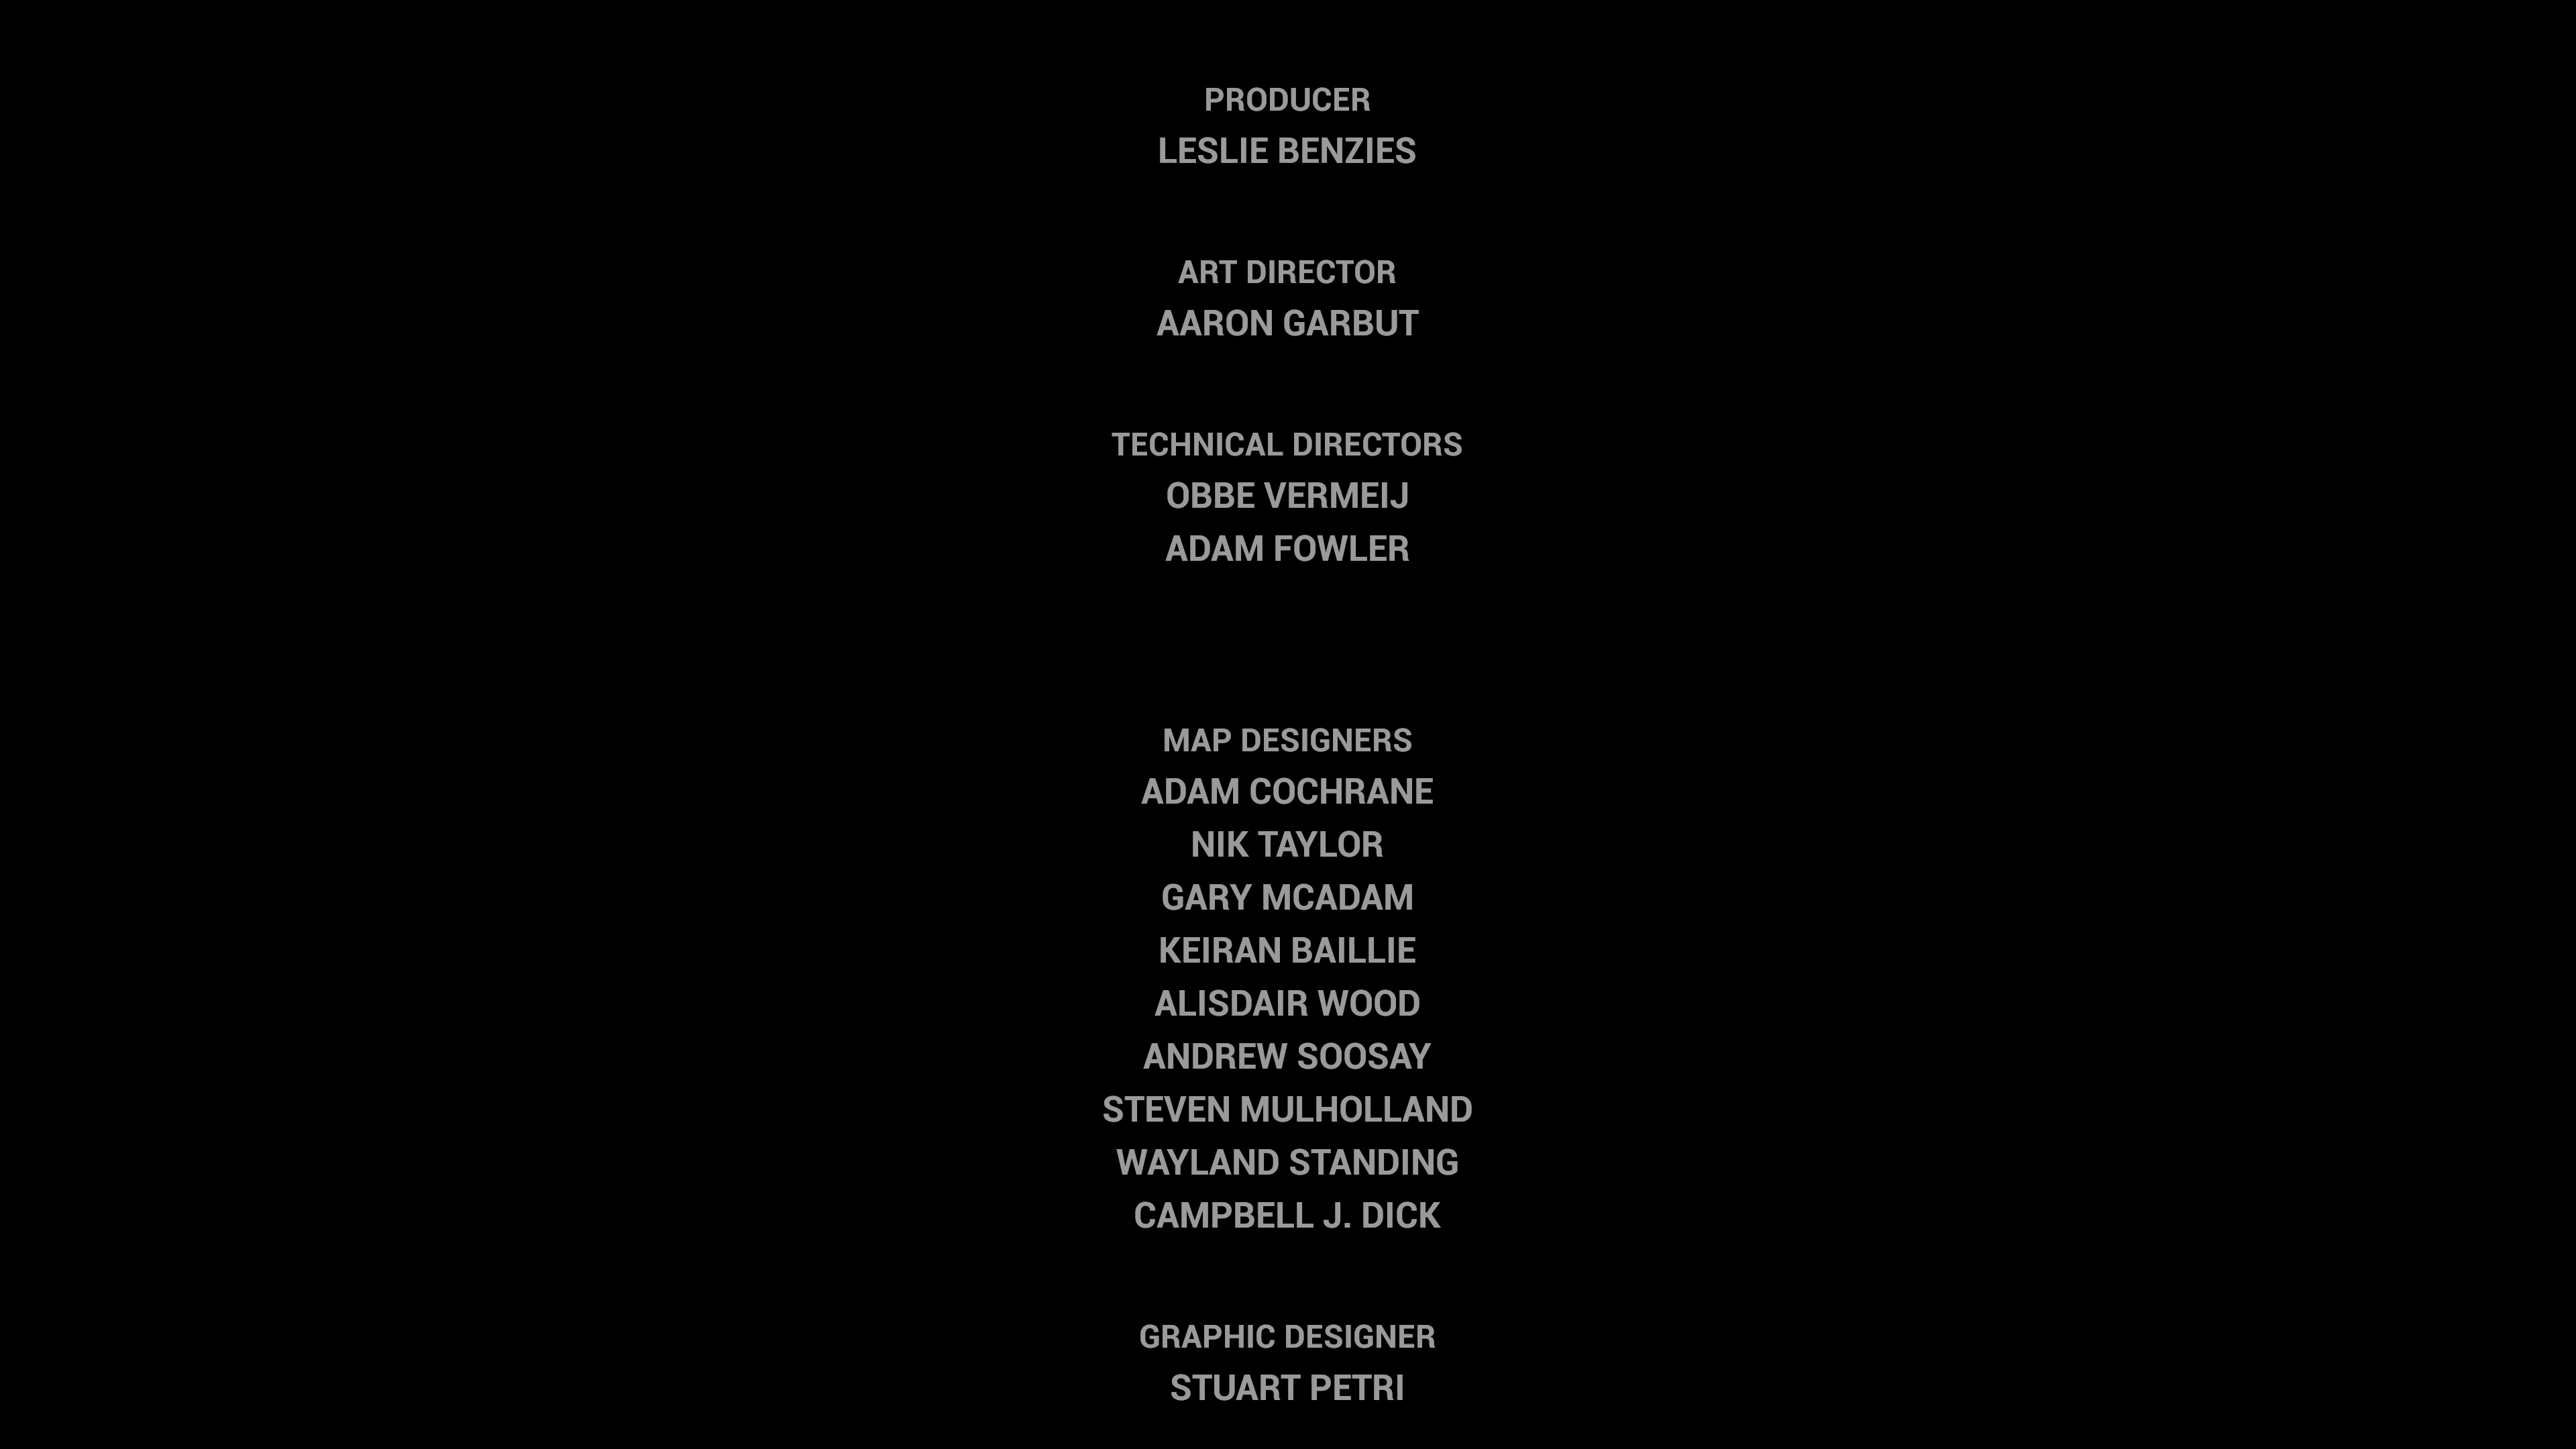 PRODUCER
LESLIE BENZIES
ART DIRECTOR
AARON GARBUT
TECHNICAL DIRECTORS
OBBE VERMEIJ
ADAM FOWLER
MAP DESIGNERS
ADAM COCHRANE
NIK TAYLOR
GARY MCADAM
KEIRAN BAILLIE
ALISDAIR WOOD
ANDREW SOOSAY
STEVEN MULHOLLAND
WAYLAND STANDING
CAMPBELL J. DICK
GRAPHIC DESIGNER
STUART PETRI